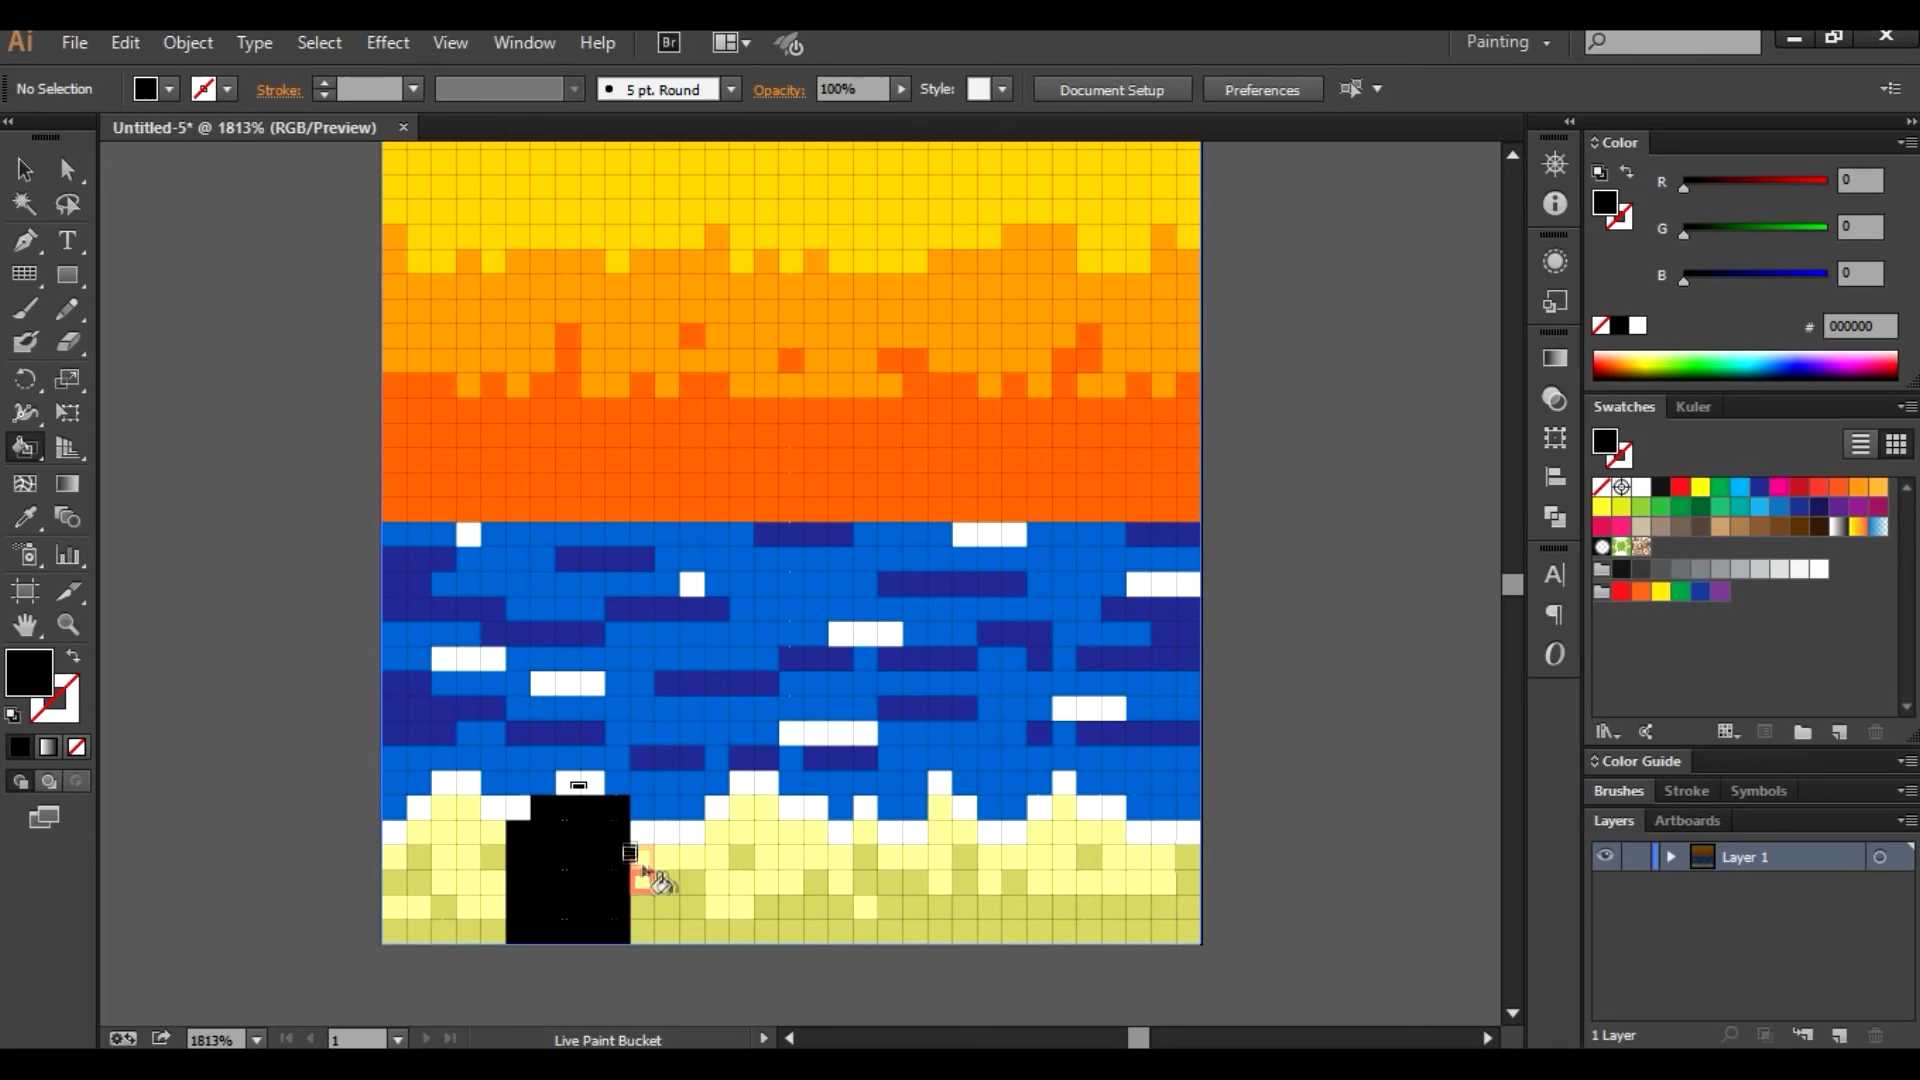 Ai File Edit Object Type Select Effect View Window Help Br Painting
No Selection Stroke: 5 pt. Round Opacity: 100% Style: Document Setup Preferences
Untitled-5* @ 1813% (RGB/Preview)
Color
R 0
G 0
B 0
# 000000
Swatches Kuler
Color Guide
Brushes Stroke Symbols
Layers Artboards
Layer 1
1 Layer
1813% 1 Live Paint Bucket